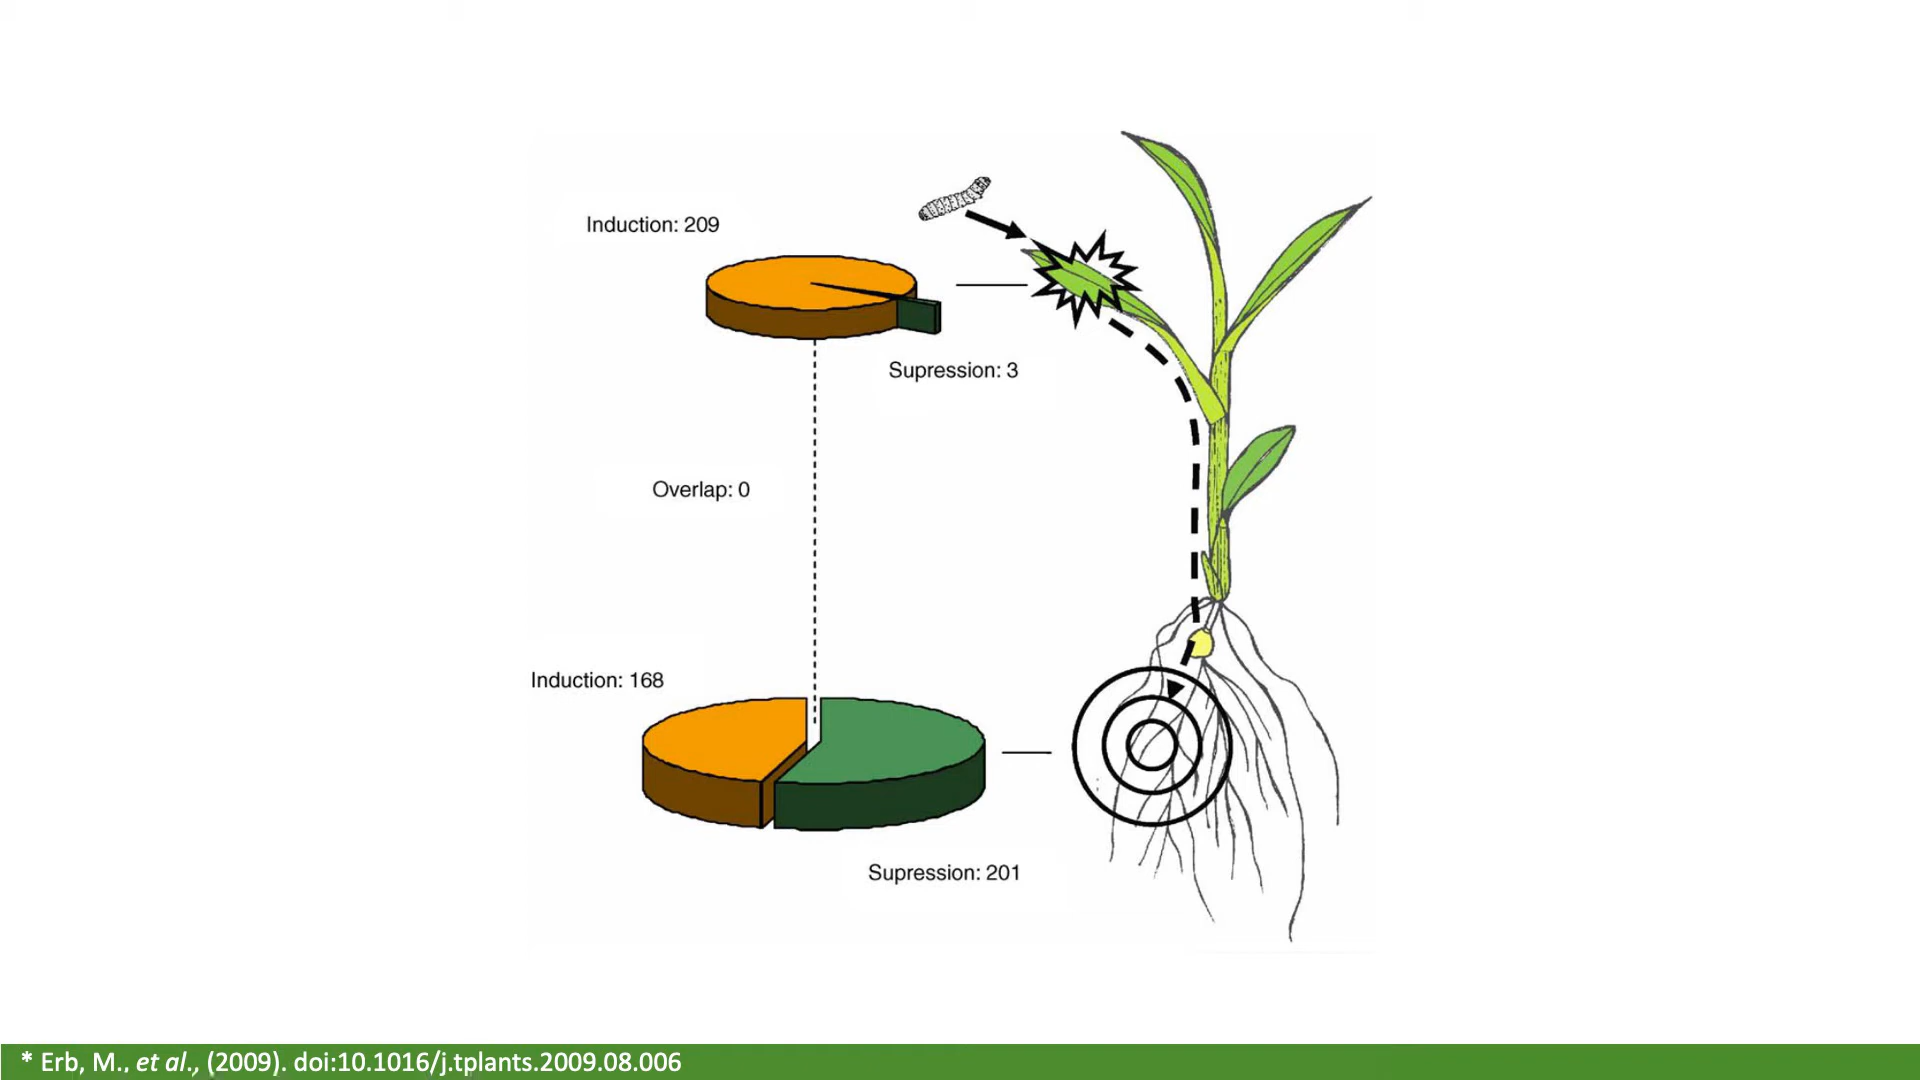 Induction: 209
Supression: 3
Overlap: 0
Induction: 168
Supression: 201
* Erb, M., et al., (2009). doi:10.1016/j.tplants.2009.08.006